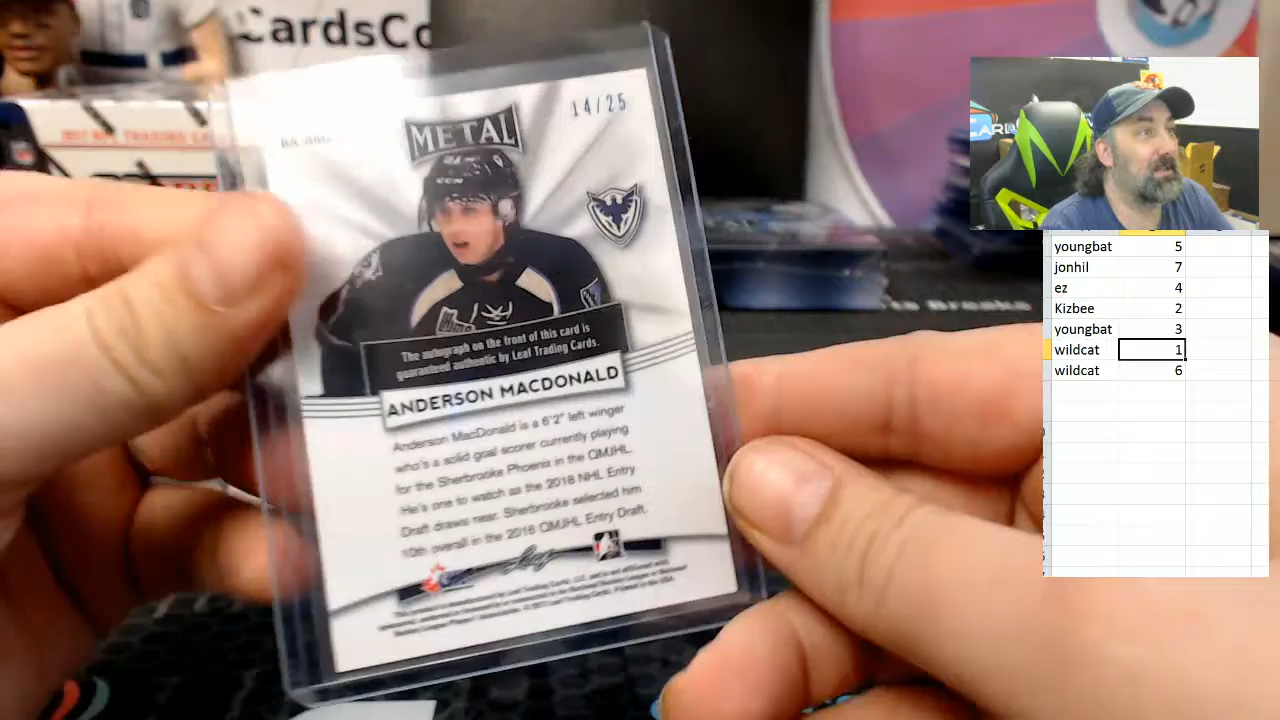 CardsCo
14/25
METAL
The autograph on the front of this card is
guaranteed authentic by Leaf Trading Cards.
ANDERSON MACDONALD
Anderson MacDonald is a 6'2" left winger
who's a solid goal scorer currently playing
for the Sherbrooke Phoenix in the QMJHL.
He's one to watch as the 2018 NHL Entry
Draft draws near. Sherbrooke selected him
10th overall in the 2016 QMJHL Entry Draft.
Leaf
youngbat 5
jonhil 7
ez 4
Kizbee 2
youngbat 3
wildcat 1
wildcat 6